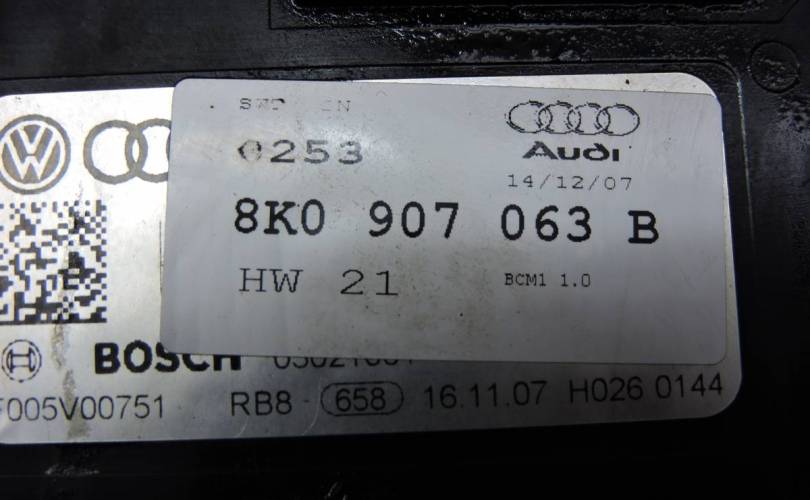 0253
Audi
14/12/07
8K0 907 063 B
HW 21
BCM1 1.0
BOSCH
F005V00751
RB8 - 658 16.11.07 H026 0144